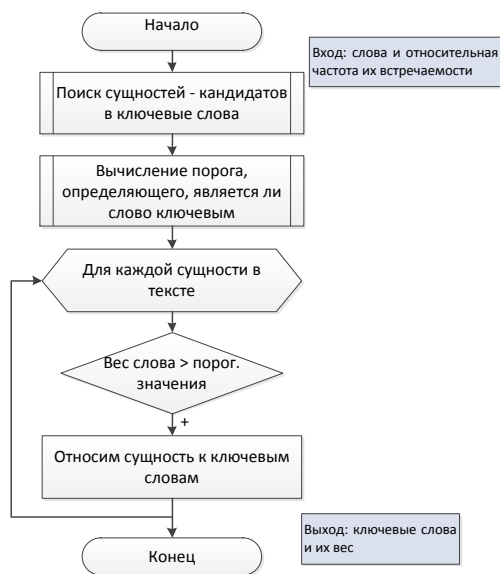 Начало
Вход: слова и относительная
частота их встречаемости
Поиск сущностей - кандидатов
в ключевые слова
Вычисление порога,
определяющего, является ли
слово ключевым
Для каждой сущности в
тексте
Вес слова > порог.
значения
+
Относим сущность к ключевым
словам
Выход: ключевые слова
и их вес
Конец